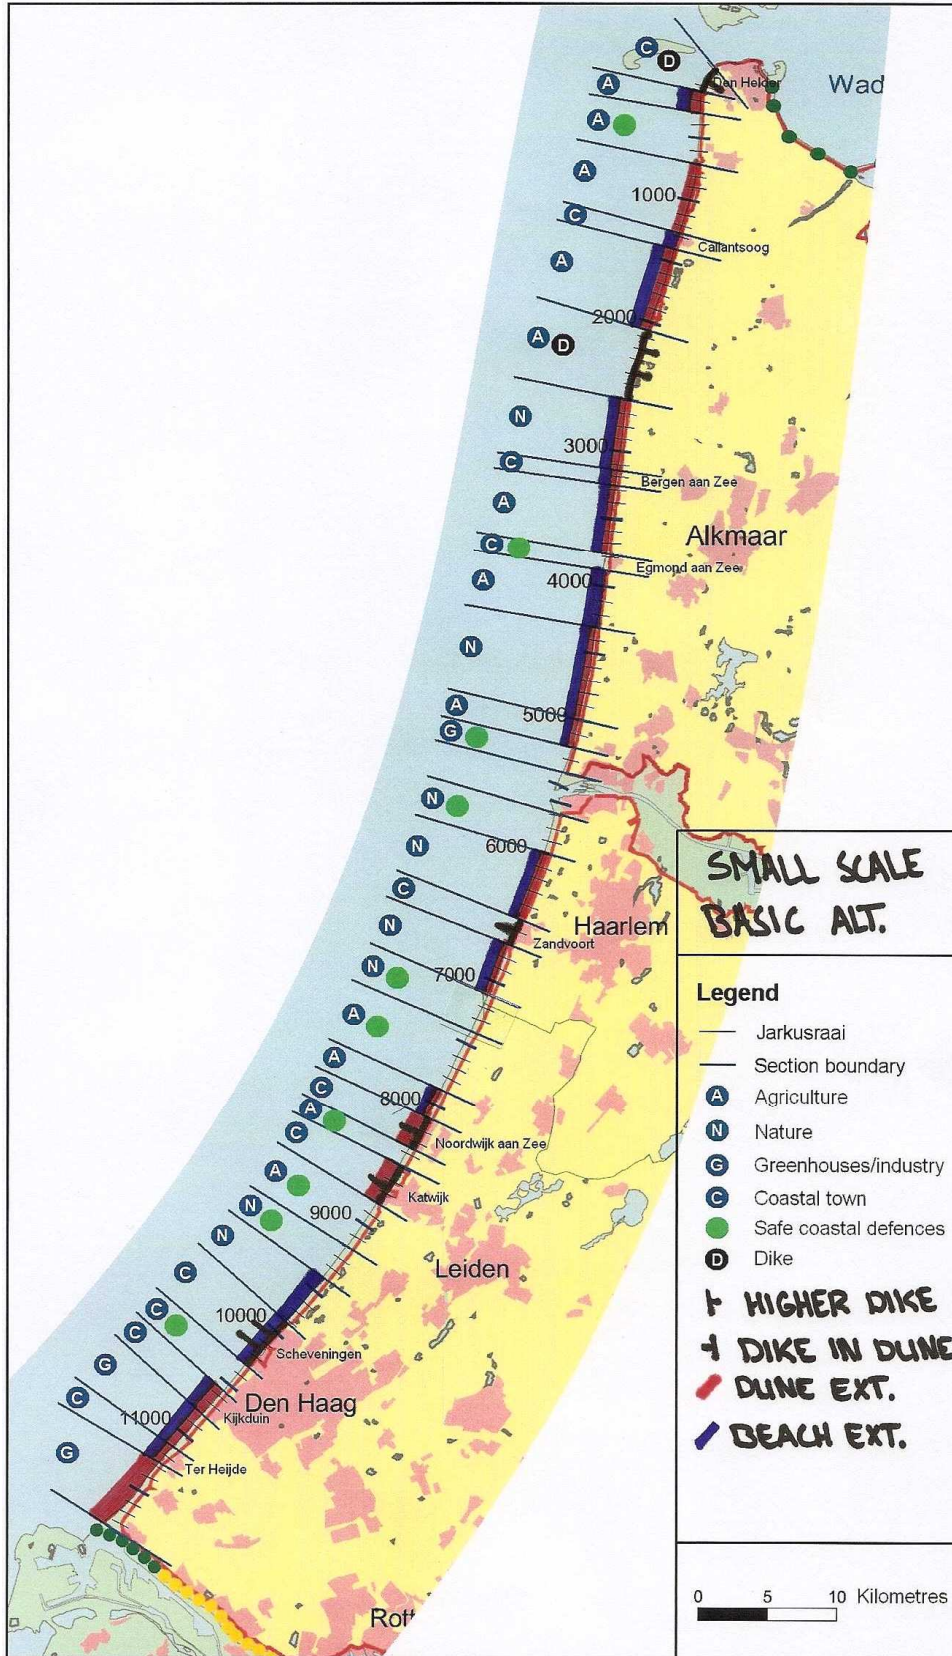 C
D
Den Helder
Wad
A
A
A
1000
C
Callantsoog
A
2000
A
D
N
3000
C
Bergen aan Zee
A
Alkmaar
C
Egmond aan Zee
A
4000
N
A
5000
G
N
6000
N
C
Haarlem
N
Zandvoort
N
7000
A
A
C
8000
A
C
Noordwijk aan Zee
A
Katwijk
N
9000
N
Leiden
C
10000
C
Scheveningen
C
G
Den Haag
C
11000
Kijkduin
G
Ter Heijde
Rott
SMALL SCALE
BASIC ALT.
Legend
Jarkusraai
Section boundary
A Agriculture
N Nature
G Greenhouses/industry
C Coastal town
Safe coastal defences
D Dike
HIGHER DIKE
DIKE IN DUNE
DUNE EXT.
BEACH EXT.
0 5 10 Kilometres